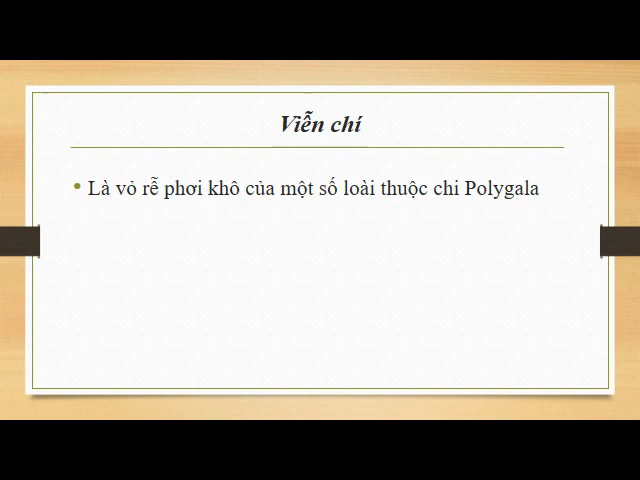 Viễn chí
Là vỏ rễ phơi khô của một số loài thuộc chi Polygala